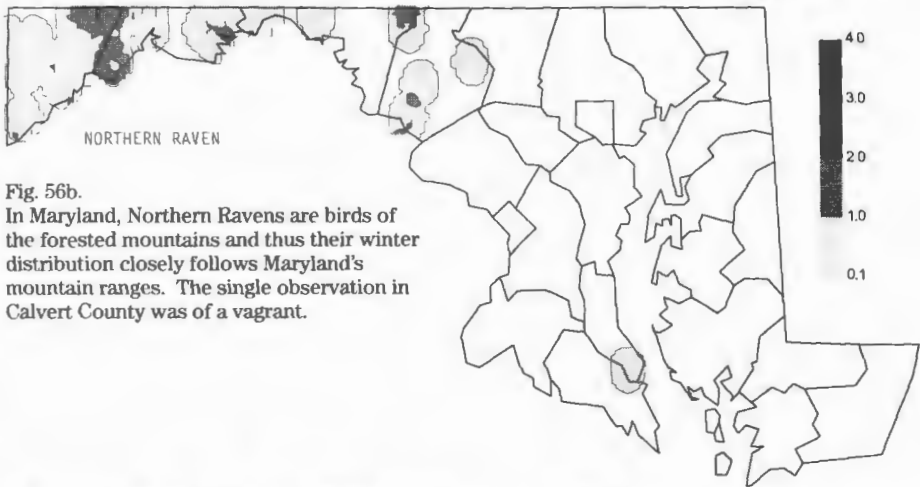 NORTHERN RAVEN
Fig. 56b.
In Maryland, Northern Ravens are birds of
the forested mountains and thus their winter
distribution closely follows Maryland's
mountain ranges. The single observation in
Calvert County was of a vagrant.
4.0
3.0
2.0
1.0
0.1